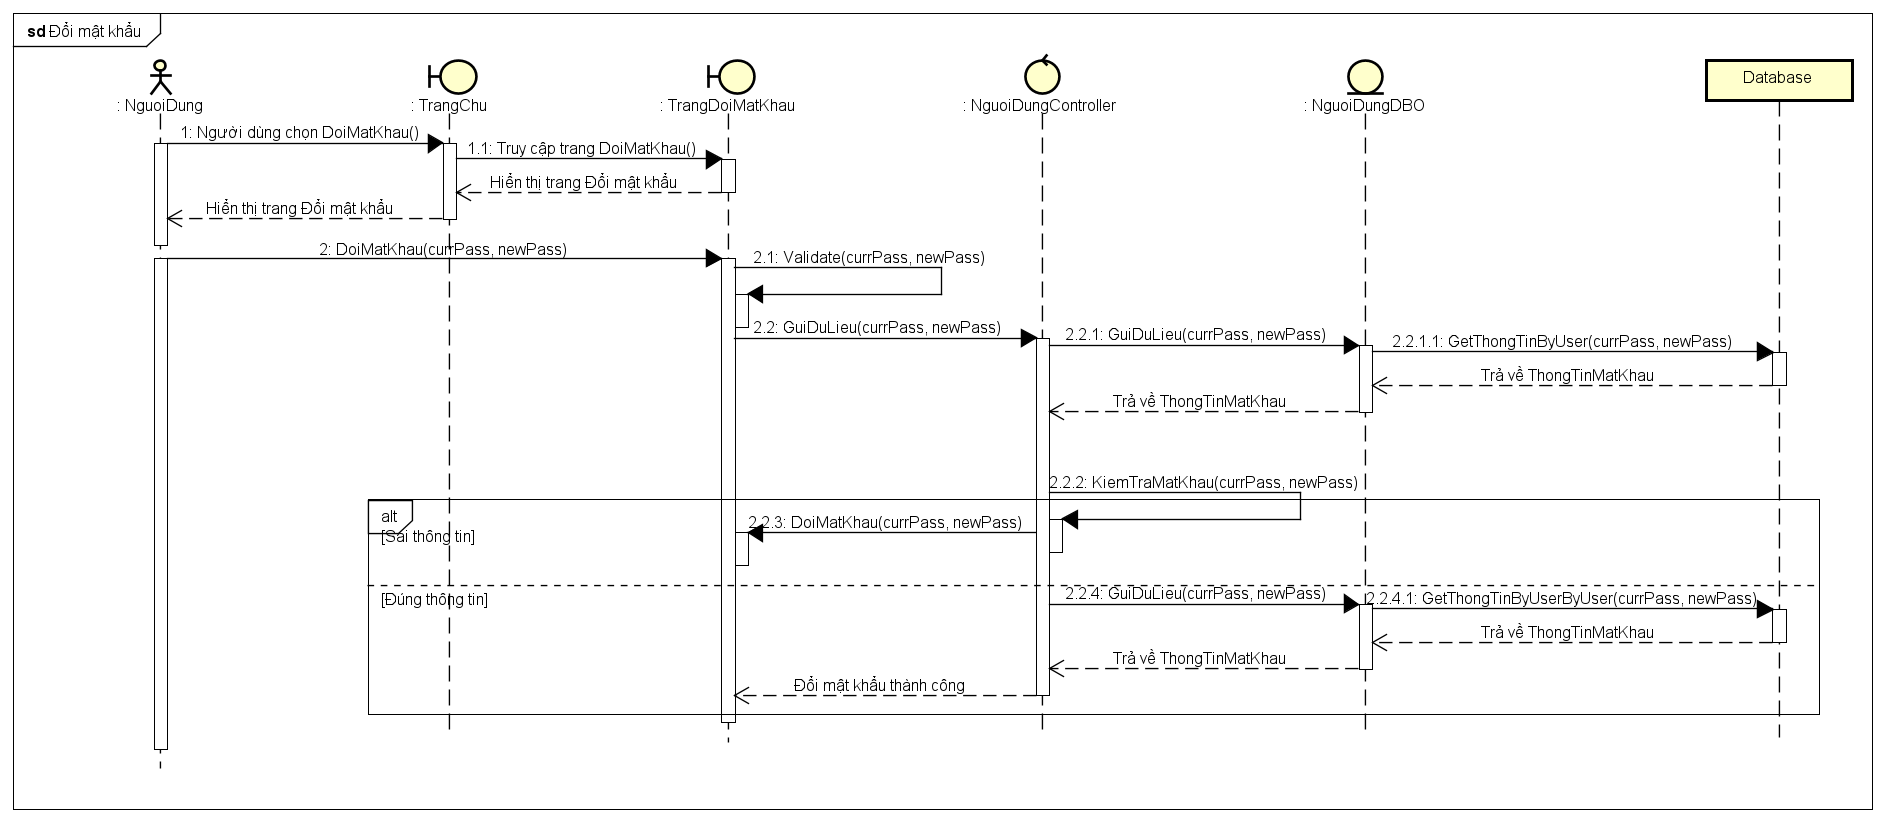 sd Đổi mật khẩu
: NguoiDung
: TrangChu
: TrangDoiMatKhau
: NguoiDungController
: NguoiDungDBO
Database
1: Người dùng chọn DoiMatKhau()
1.1: Truy cập trang DoiMatKhau()
Hiển thị trang Đổi mật khẩu
Hiển thị trang Đổi mật khẩu
2: DoiMatKhau(currPass, newPass)
2.1: Validate(currPass, newPass)
2.2: GuiDuLieu(currPass, newPass)
2.2.1: GuiDuLieu(currPass, newPass)
2.2.1.1: GetThongTinByUser(currPass, newPass)
Trả về ThongTinMatKhau
Trả về ThongTinMatKhau
2.2.2: KiemTraMatKhau(currPass, newPass)
alt
2.2.3: DoiMatKhau(currPass, newPass)
[Sai thông tin]
[Đúng thông tin]
2.2.4: GuiDuLieu(currPass, newPass)
2.2.4.1: GetThongTinByUserByUser(currPass, newPass)
Trả về ThongTinMatKhau
Trả về ThongTinMatKhau
Đổi mật khẩu thành công